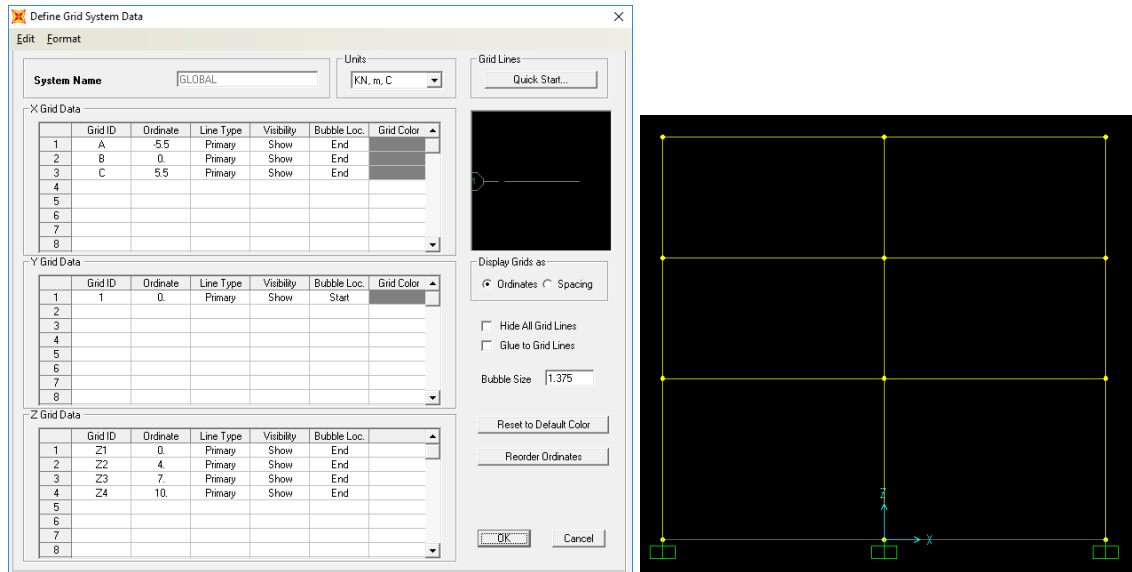 Define Grid System Data
Edit Format
System Name GLOBAL
Units
KN, m, C
Grid Lines
Quick Start...
X Grid Data
Grid ID Ordinate Line Type Visibility Bubble Loc. Grid Color
1 A -5.5 Primary Show End
2 B 0. Primary Show End
3 C 5.5 Primary Show End
4
5
6
7
8
1
Y Grid Data
Grid ID Ordinate Line Type Visibility Bubble Loc. Grid Color
1 1 0. Primary Show Start
2
3
4
5
6
7
8
Display Grids as
Ordinates Spacing
Hide All Grid Lines
Glue to Grid Lines
Bubble Size 1.375
Z Grid Data
Grid ID Ordinate Line Type Visibility Bubble Loc.
1 Z1 0. Primary Show End
2 Z2 4. Primary Show End
3 Z3 7. Primary Show End
4 Z4 10. Primary Show End
5
6
7
8
Reset to Default Color
Reorder Ordinates
OK Cancel
Z
X